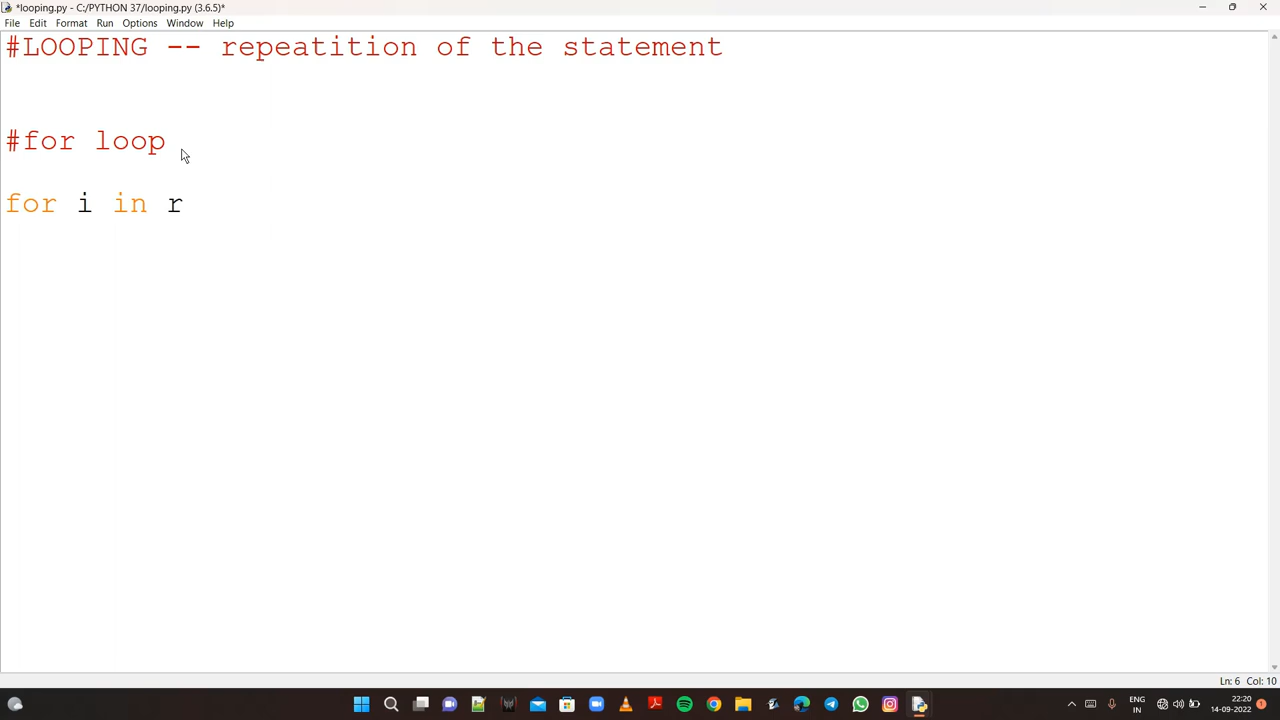 *looping.py - C:/PYTHON 37/looping.py (3.6.5)*
File Edit Format Run Options Window Help
#LOOPING -- repeatition of the statement
#for loop
for i in r
Ln: 6 Col: 10
ENG
IN
22:20
14-09-2022